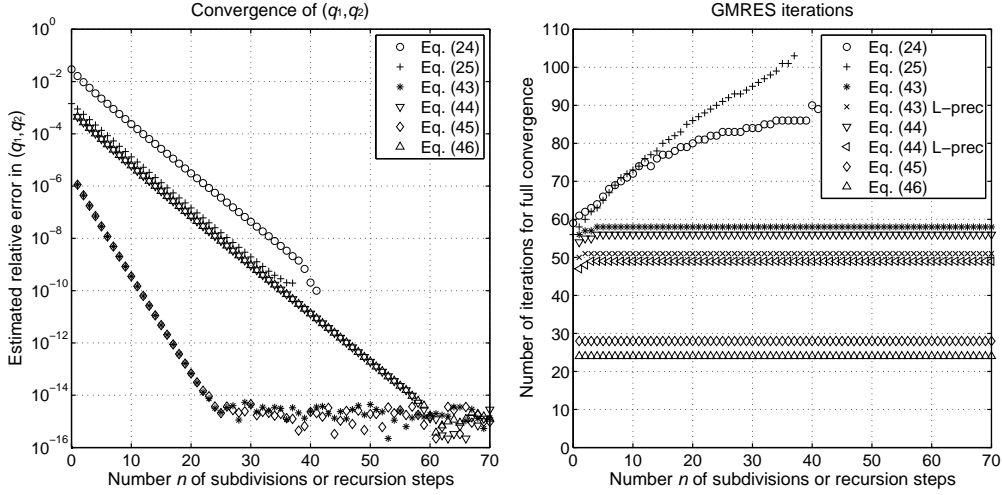 Convergence of (q₁,q₂)
10⁰
10⁻²
10⁻⁴
10⁻⁶
10⁻⁸
10⁻¹⁰
10⁻¹²
10⁻¹⁴
10⁻¹⁶
Estimated relative error in (q₁,q₂)
0 10 20 30 40 50 60 70
Number n of subdivisions or recursion steps
Eq. (24)
Eq. (25)
Eq. (43)
Eq. (44)
Eq. (45)
Eq. (46)
GMRES iterations
110
100
90
80
70
60
50
40
30
20
10
0
Number of iterations for full convergence
0 10 20 30 40 50 60 70
Number n of subdivisions or recursion steps
Eq. (24)
Eq. (25)
Eq. (43)
Eq. (43) L−prec
Eq. (44)
Eq. (44) L−prec
Eq. (45)
Eq. (46)